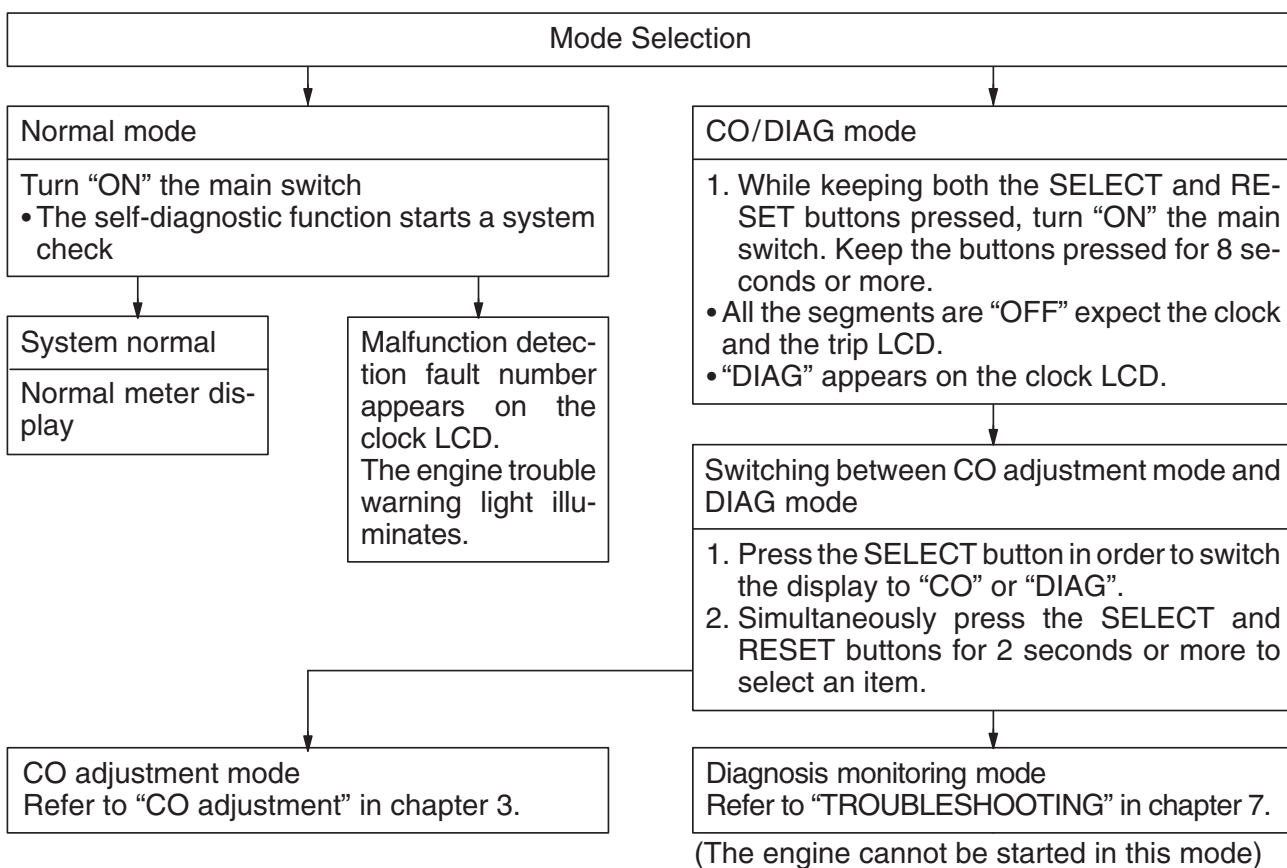 Mode Selection
Normal mode
Turn “ON” the main switch
• The self-diagnostic function starts a system
check
System normal
Normal meter dis-
play
Malfunction detec-
tion fault number
appears on the
clock LCD.
The engine trouble
warning light illu-
minates.
CO/DIAG mode
1. While keeping both the SELECT and RE-
SET buttons pressed, turn “ON” the main
switch. Keep the buttons pressed for 8 se-
conds or more.
• All the segments are “OFF” expect the clock
and the trip LCD.
• “DIAG” appears on the clock LCD.
Switching between CO adjustment mode and
DIAG mode
1. Press the SELECT button in order to switch
the display to “CO” or “DIAG”.
2. Simultaneously press the SELECT and
RESET buttons for 2 seconds or more to
select an item.
CO adjustment mode
Refer to “CO adjustment” in chapter 3.
Diagnosis monitoring mode
Refer to “TROUBLESHOOTING” in chapter 7.
(The engine cannot be started in this mode)